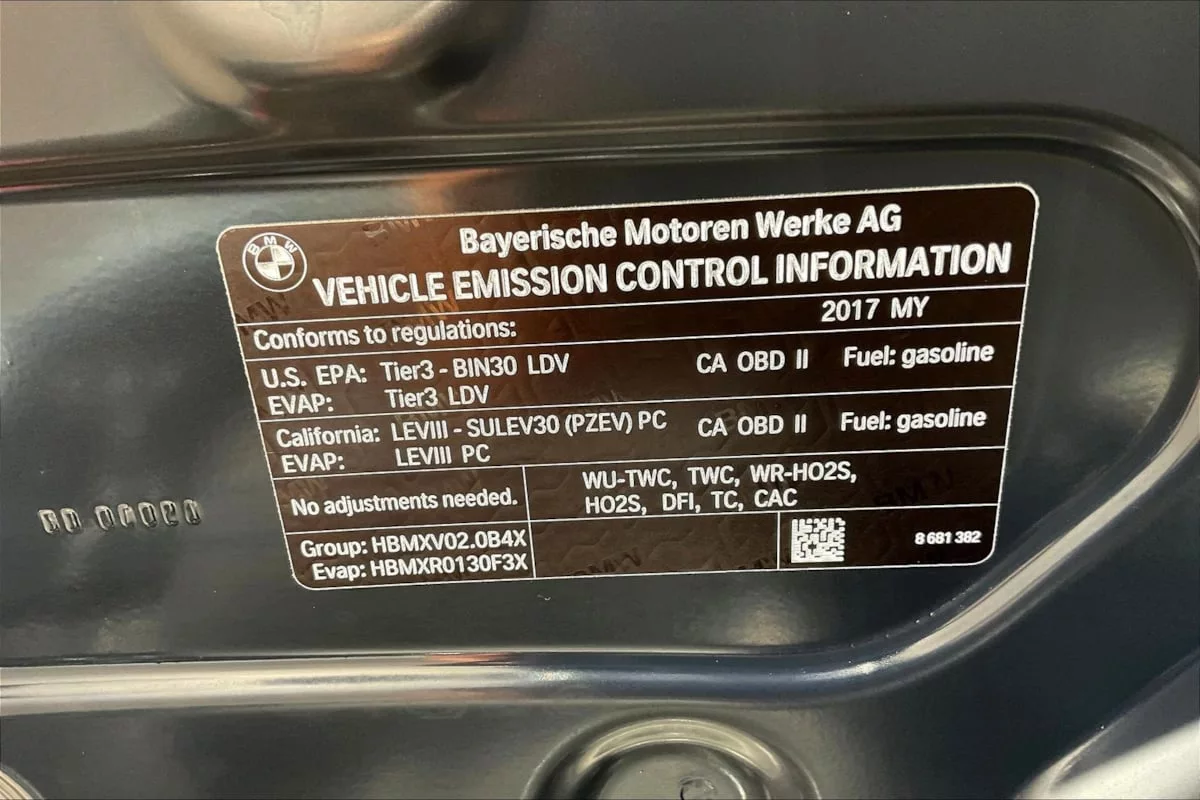 BMW
Bayerische Motoren Werke AG
VEHICLE EMISSION CONTROL INFORMATION
Conforms to regulations: 2017 MY
U.S. EPA: Tier3 - BIN30 LDV CA OBD II Fuel: gasoline
EVAP: Tier3 LDV
California: LEVIII - SULEV30 (PZEV) PC CA OBD II Fuel: gasoline
EVAP: LEVIII PC
No adjustments needed.
WU-TWC, TWC, WR-HO2S,
HO2S, DFI, TC, CAC
Group: HBMXV02.0B4X
Evap: HBMXR0130F3X
8 681 382